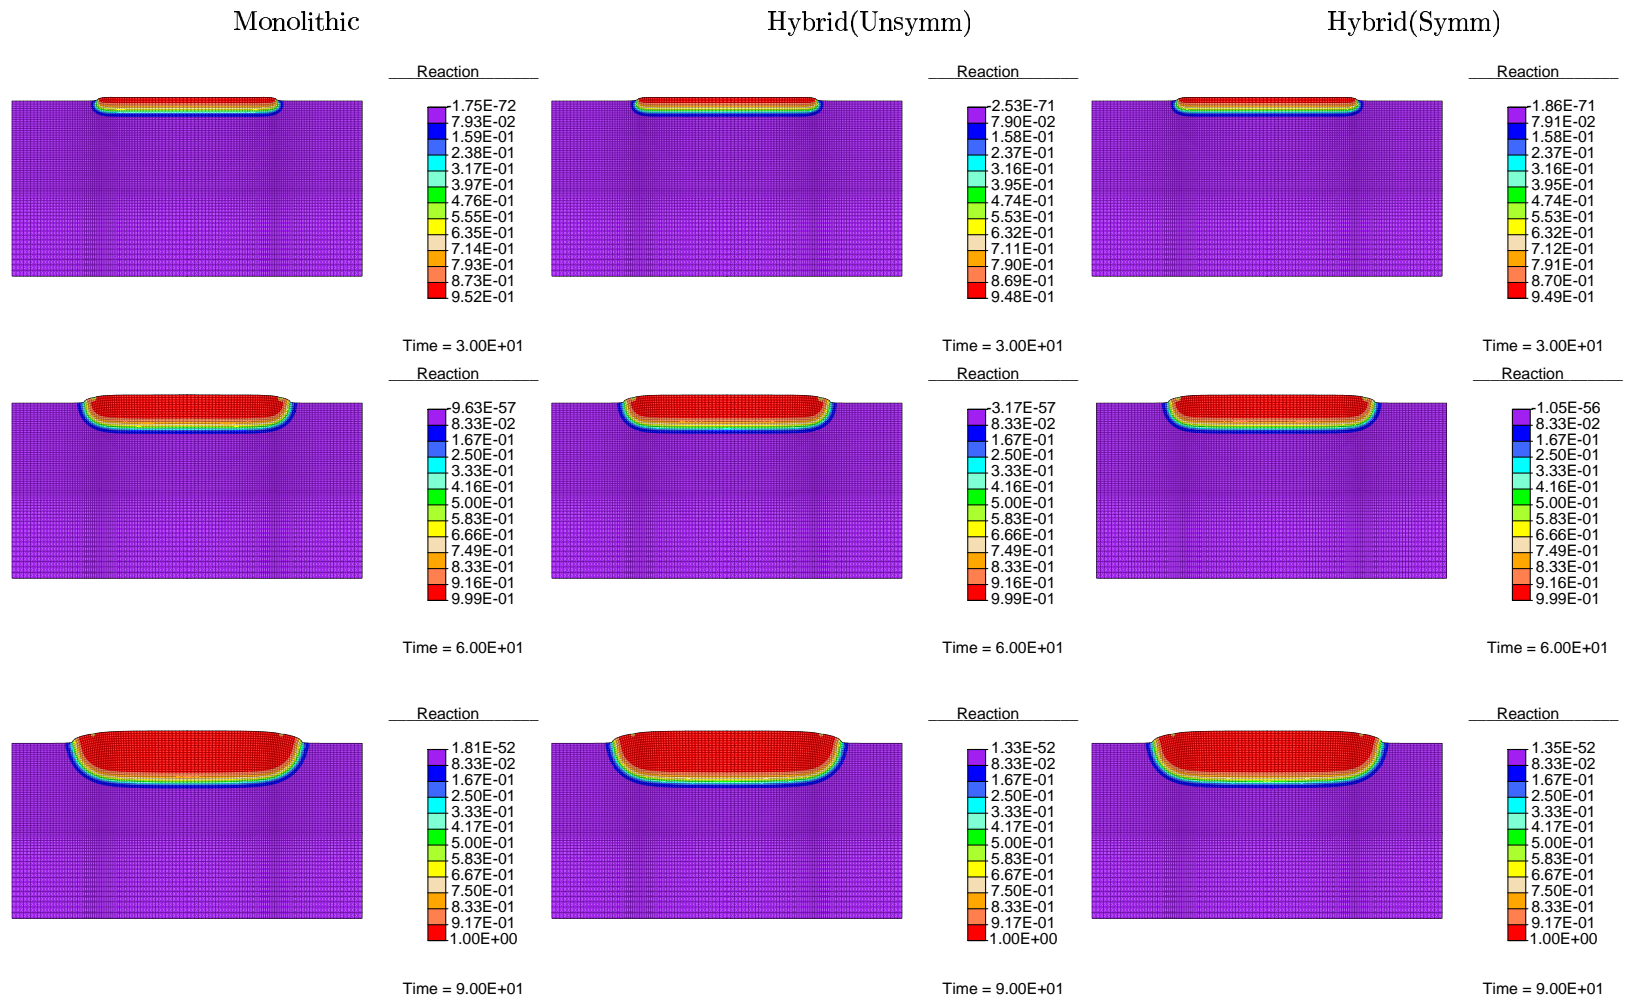 Monolithic
Hybrid(Unsymm)
Hybrid(Symm)
___Reaction______
-1.75E-72
7.93E-02
1.59E-01
2.38E-01
3.17E-01
3.97E-01
4.76E-01
5.55E-01
6.35E-01
7.14E-01
7.93E-01
8.73E-01
9.52E-01
Time = 3.00E+01
___Reaction______
-2.53E-71
7.90E-02
1.58E-01
2.37E-01
3.16E-01
3.95E-01
4.74E-01
5.53E-01
6.32E-01
7.11E-01
7.90E-01
8.69E-01
9.48E-01
Time = 3.00E+01
___Reaction______
-1.86E-71
7.91E-02
1.58E-01
2.37E-01
3.16E-01
3.95E-01
4.74E-01
5.53E-01
6.32E-01
7.12E-01
7.91E-01
8.70E-01
9.49E-01
Time = 3.00E+01
___Reaction______
-9.63E-57
8.33E-02
1.67E-01
2.50E-01
3.33E-01
4.16E-01
5.00E-01
5.83E-01
6.66E-01
7.49E-01
8.33E-01
9.16E-01
9.99E-01
Time = 6.00E+01
___Reaction______
-3.17E-57
8.33E-02
1.67E-01
2.50E-01
3.33E-01
4.16E-01
5.00E-01
5.83E-01
6.66E-01
7.49E-01
8.33E-01
9.16E-01
9.99E-01
Time = 6.00E+01
___Reaction______
-1.05E-56
8.33E-02
1.67E-01
2.50E-01
3.33E-01
4.16E-01
5.00E-01
5.83E-01
6.66E-01
7.49E-01
8.33E-01
9.16E-01
9.99E-01
Time = 6.00E+01
___Reaction______
1.81E-52
8.33E-02
1.67E-01
2.50E-01
3.33E-01
4.17E-01
5.00E-01
5.83E-01
6.67E-01
7.50E-01
8.33E-01
9.17E-01
1.00E+00
Time = 9.00E+01
___Reaction______
1.33E-52
8.33E-02
1.67E-01
2.50E-01
3.33E-01
4.17E-01
5.00E-01
5.83E-01
6.67E-01
7.50E-01
8.33E-01
9.17E-01
1.00E+00
Time = 9.00E+01
___Reaction______
1.35E-52
8.33E-02
1.67E-01
2.50E-01
3.33E-01
4.17E-01
5.00E-01
5.83E-01
6.67E-01
7.50E-01
8.33E-01
9.17E-01
1.00E+00
Time = 9.00E+01